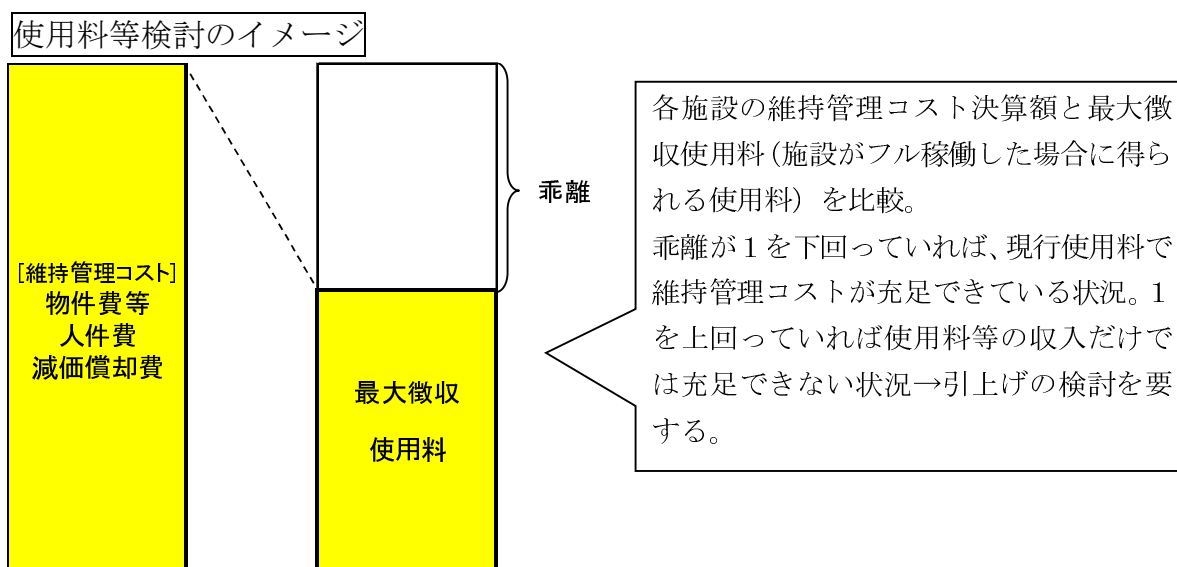 使用料等検討のイメージ
[維持管理コスト]
物件費等
人件費
減価償却費
乖離
最大徴収
使用料
各施設の維持管理コスト決算額と最大徴
収使用料（施設がフル稼働した場合に得ら
れる使用料）を比較。
乖離が１を下回っていれば、現行使用料で
維持管理コストが充足できている状況。１
を上回っていれば使用料等の収入だけで
は充足できない状況→引上げの検討を要
する。